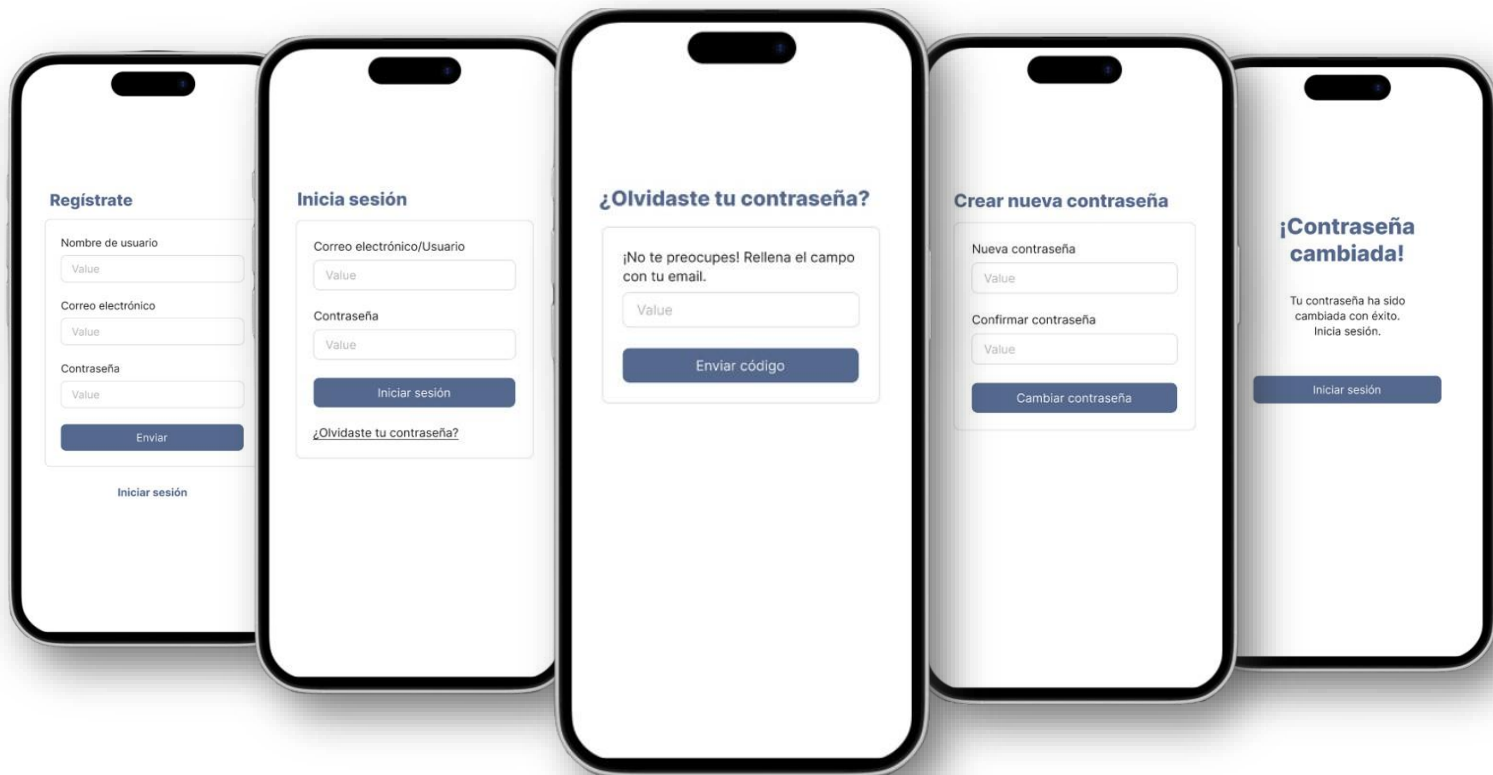 Regístrate
Nombre de usuario
Value
Correo electrónico
Value
Contraseña
Value
Enviar
Iniciar sesión
Inicia sesión
Correo electrónico/Usuario
Value
Contraseña
Value
Iniciar sesión
¿Olvidaste tu contraseña?
¿Olvidaste tu contraseña?
¡No te preocupes! Rellena el campo
con tu email.
Value
Enviar código
Crear nueva contraseña
Nueva contraseña
Value
Confirmar contraseña
Value
Cambiar contraseña
¡Contraseña
cambiada!
Tu contraseña ha sido
cambiada con éxito.
Inicia sesión.
Iniciar sesión